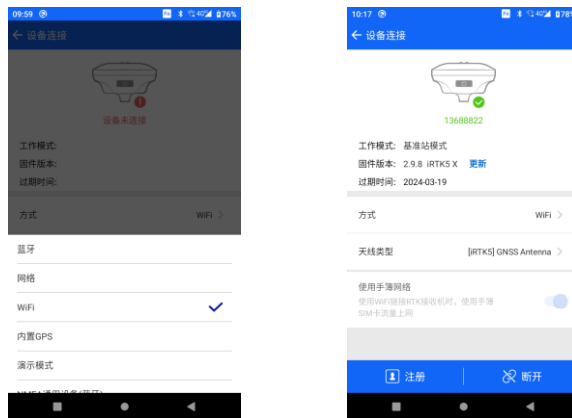 09:59
76%
设备连接
设备未连接
工作模式:
固件版本:
过期时间:
方式 WiFi
蓝牙
网络
WiFi
内置GPS
演示模式
10:17
78%
设备连接
13688822
工作模式: 基准站模式
固件版本: 2.9.8 iRTK5 X 更新
过期时间: 2024-03-19
方式 WiFi
天线类型 [iRTK5] GNSS Antenna
使用手簿网络
使用WiFi链接RTK接收机时，使用手簿
SIM卡流量上网
注册 断开